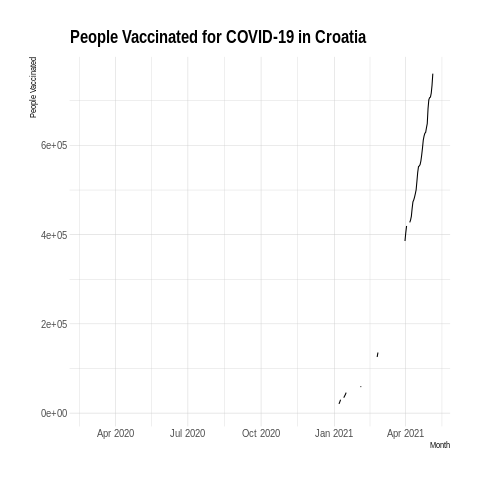 People Vaccinated for COVID-19 in Croatia
People Vaccinated
6e+05
4e+05
2e+05
0e+00
Apr 2020 Jul 2020 Oct 2020 Jan 2021 Apr 2021
Month